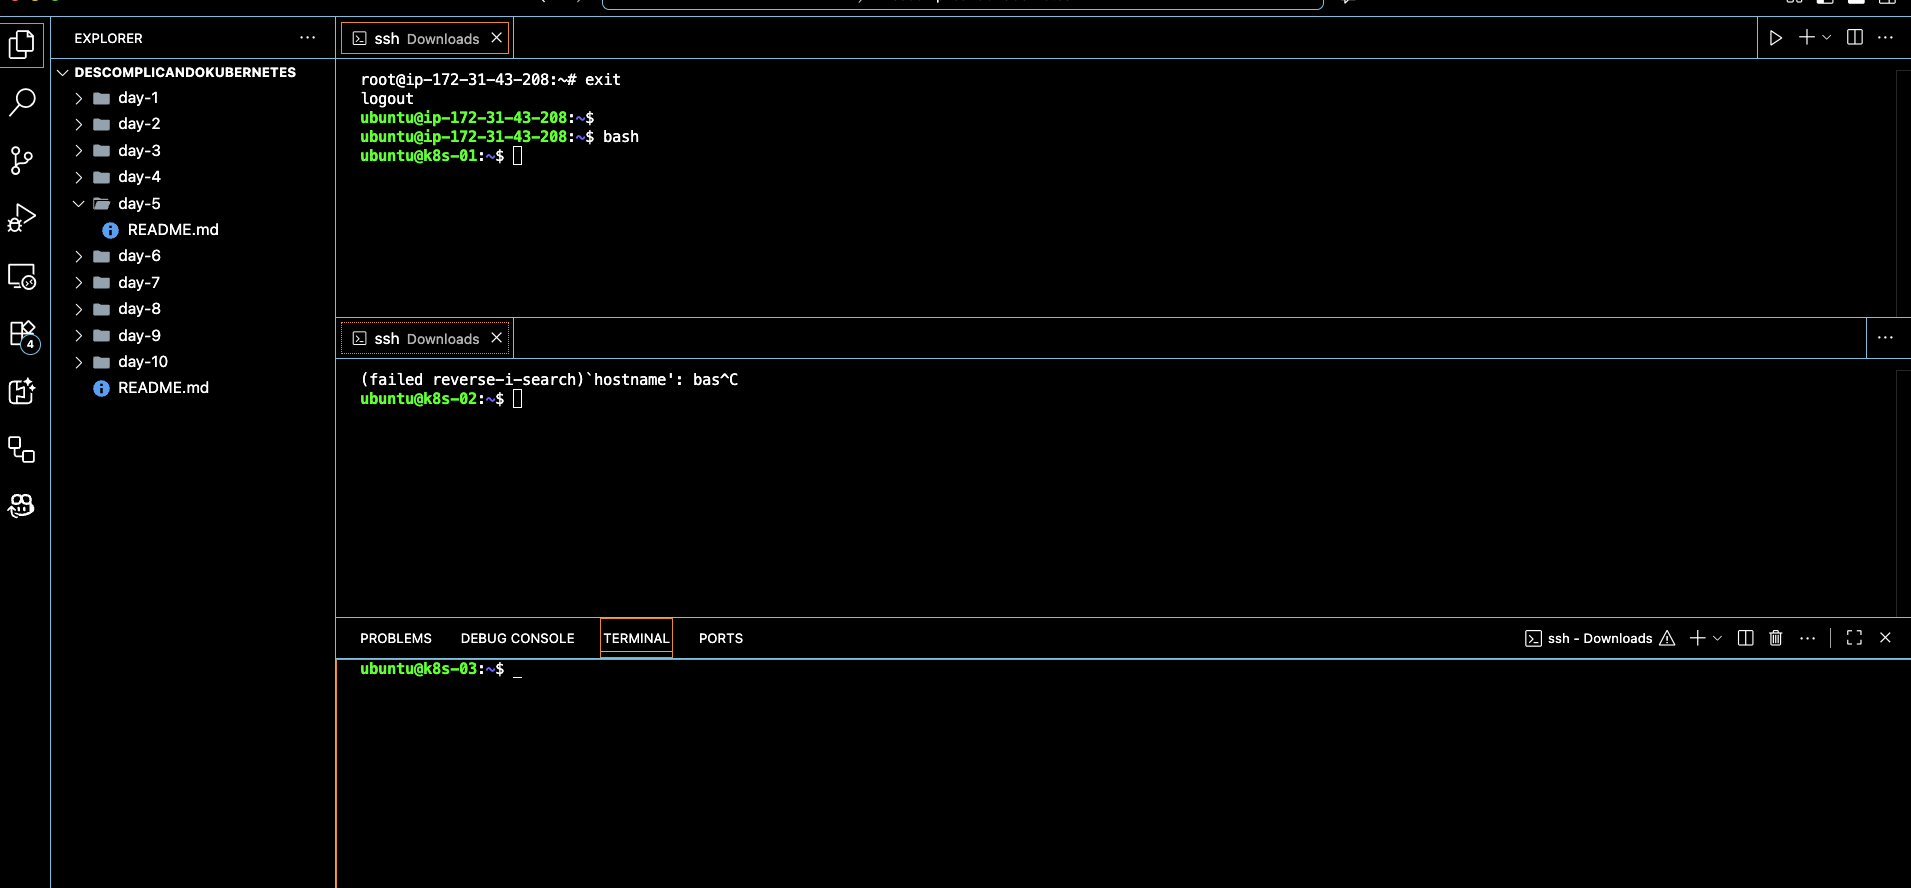 EXPLORER
DESCOMPLICANDOKUBERNETES
day-1
day-2
day-3
day-4
day-5
README.md
day-6
day-7
day-8
day-9
day-10
README.md
4
ssh Downloads
root@ip-172-31-43-208:~# exit
logout
ubuntu@ip-172-31-43-208:~$
ubuntu@ip-172-31-43-208:~$ bash
ubuntu@k8s-01:~$
ssh Downloads
(failed reverse-i-search)`hostname': bas^C
ubuntu@k8s-02:~$
PROBLEMS DEBUG CONSOLE TERMINAL PORTS
ssh - Downloads
ubuntu@k8s-03:~$ _